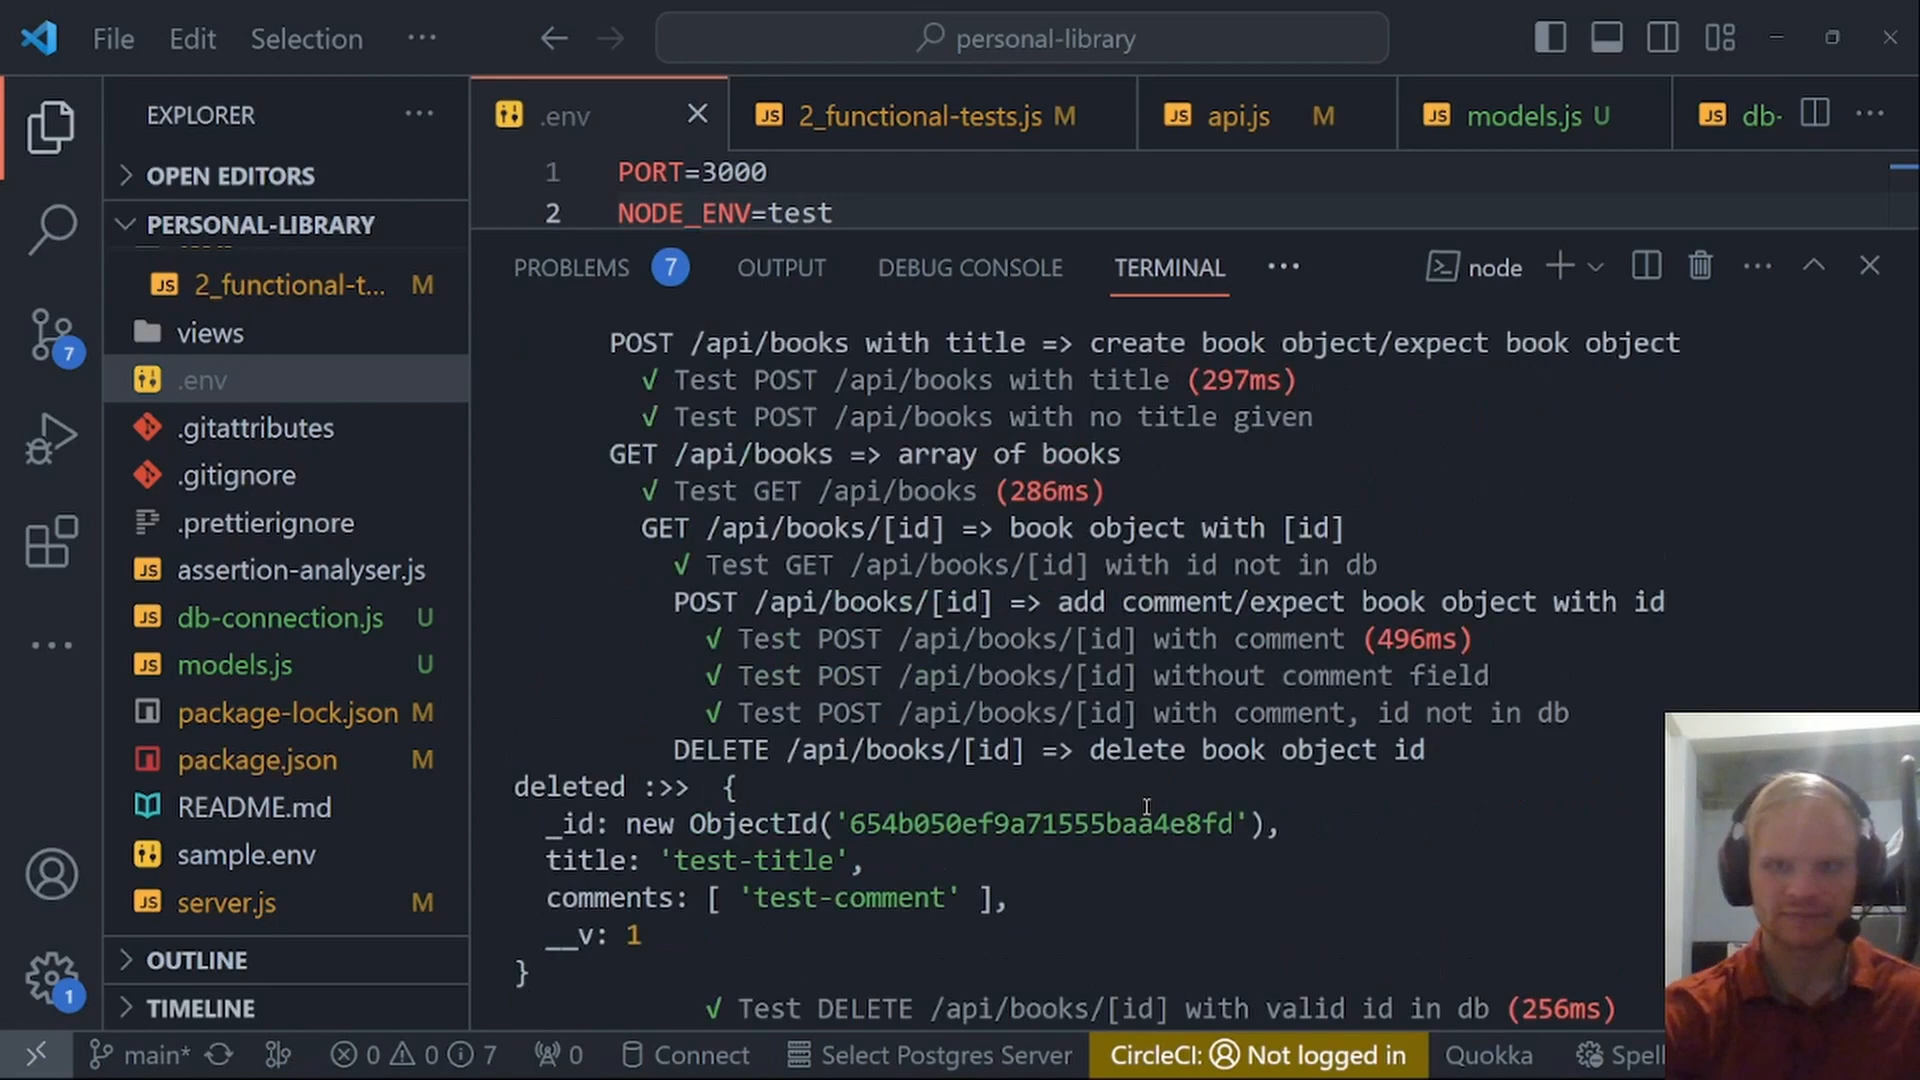 File Edit Selection ··· personal-library
EXPLORER ···
OPEN EDITORS
PERSONAL-LIBRARY
JS 2_functional-t... M
views
.env
.gitattributes
.gitignore
.prettierignore
JS assertion-analyser.js
JS db-connection.js U
JS models.js U
package-lock.json M
package.json M
README.md
sample.env
JS server.js M
OUTLINE
TIMELINE
7
1
.env JS 2_functional-tests.js M JS api.js M JS models.js U JS db- ···
1 PORT=3000
2 NODE_ENV=test
PROBLEMS 7 OUTPUT DEBUG CONSOLE TERMINAL ··· node ···
POST /api/books with title => create book object/expect book object
√ Test POST /api/books with title (297ms)
√ Test POST /api/books with no title given
GET /api/books => array of books
√ Test GET /api/books (286ms)
GET /api/books/[id] => book object with [id]
√ Test GET /api/books/[id] with id not in db
POST /api/books/[id] => add comment/expect book object with id
√ Test POST /api/books/[id] with comment (496ms)
√ Test POST /api/books/[id] without comment field
√ Test POST /api/books/[id] with comment, id not in db
DELETE /api/books/[id] => delete book object id
deleted :>> {
_id: new ObjectId('654b050ef9a71555baa4e8fd'),
title: 'test-title',
comments: [ 'test-comment' ],
__v: 1
}
√ Test DELETE /api/books/[id] with valid id in db (256ms)
main* 0 0 7 0 Connect Select Postgres Server CircleCI: Not logged in Quokka Spell